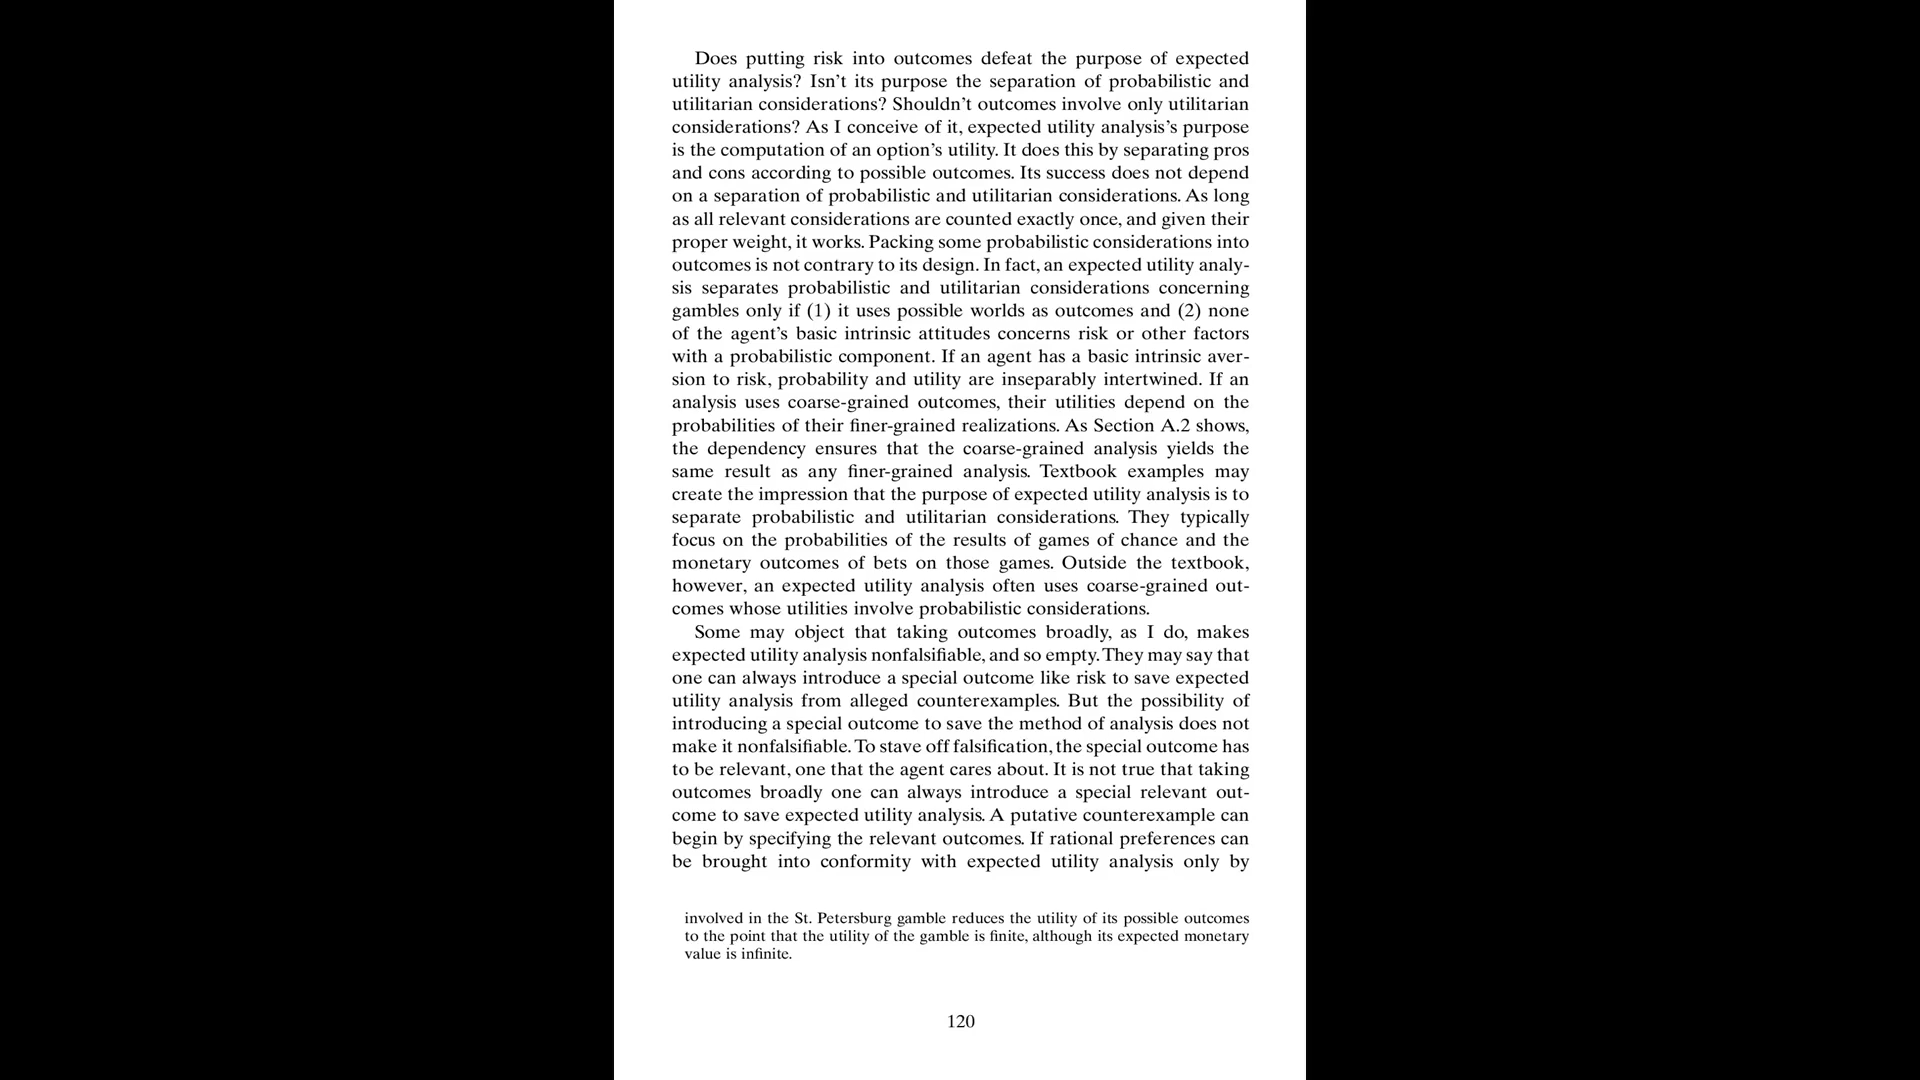 Does putting risk into outcomes defeat the purpose of expected
utility analysis? Isn’t its purpose the separation of probabilistic and
utilitarian considerations? Shouldn’t outcomes involve only utilitarian
considerations? As I conceive of it, expected utility analysis’s purpose
is the computation of an option’s utility. It does this by separating pros
and cons according to possible outcomes. Its success does not depend
on a separation of probabilistic and utilitarian considerations. As long
as all relevant considerations are counted exactly once, and given their
proper weight, it works. Packing some probabilistic considerations into
outcomes is not contrary to its design. In fact, an expected utility analy-
sis separates probabilistic and utilitarian considerations concerning
gambles only if (1) it uses possible worlds as outcomes and (2) none
of the agent’s basic intrinsic attitudes concerns risk or other factors
with a probabilistic component. If an agent has a basic intrinsic aver-
sion to risk, probability and utility are inseparably intertwined. If an
analysis uses coarse-grained outcomes, their utilities depend on the
probabilities of their finer-grained realizations. As Section A.2 shows,
the dependency ensures that the coarse-grained analysis yields the
same result as any finer-grained analysis. Textbook examples may
create the impression that the purpose of expected utility analysis is to
separate probabilistic and utilitarian considerations. They typically
focus on the probabilities of the results of games of chance and the
monetary outcomes of bets on those games. Outside the textbook,
however, an expected utility analysis often uses coarse-grained out-
comes whose utilities involve probabilistic considerations.
Some may object that taking outcomes broadly, as I do, makes
expected utility analysis nonfalsifiable, and so empty. They may say that
one can always introduce a special outcome like risk to save expected
utility analysis from alleged counterexamples. But the possibility of
introducing a special outcome to save the method of analysis does not
make it nonfalsifiable. To stave off falsification, the special outcome has
to be relevant, one that the agent cares about. It is not true that taking
outcomes broadly one can always introduce a special relevant out-
come to save expected utility analysis. A putative counterexample can
begin by specifying the relevant outcomes. If rational preferences can
be brought into conformity with expected utility analysis only by
involved in the St. Petersburg gamble reduces the utility of its possible outcomes
to the point that the utility of the gamble is finite, although its expected monetary
value is infinite.
120